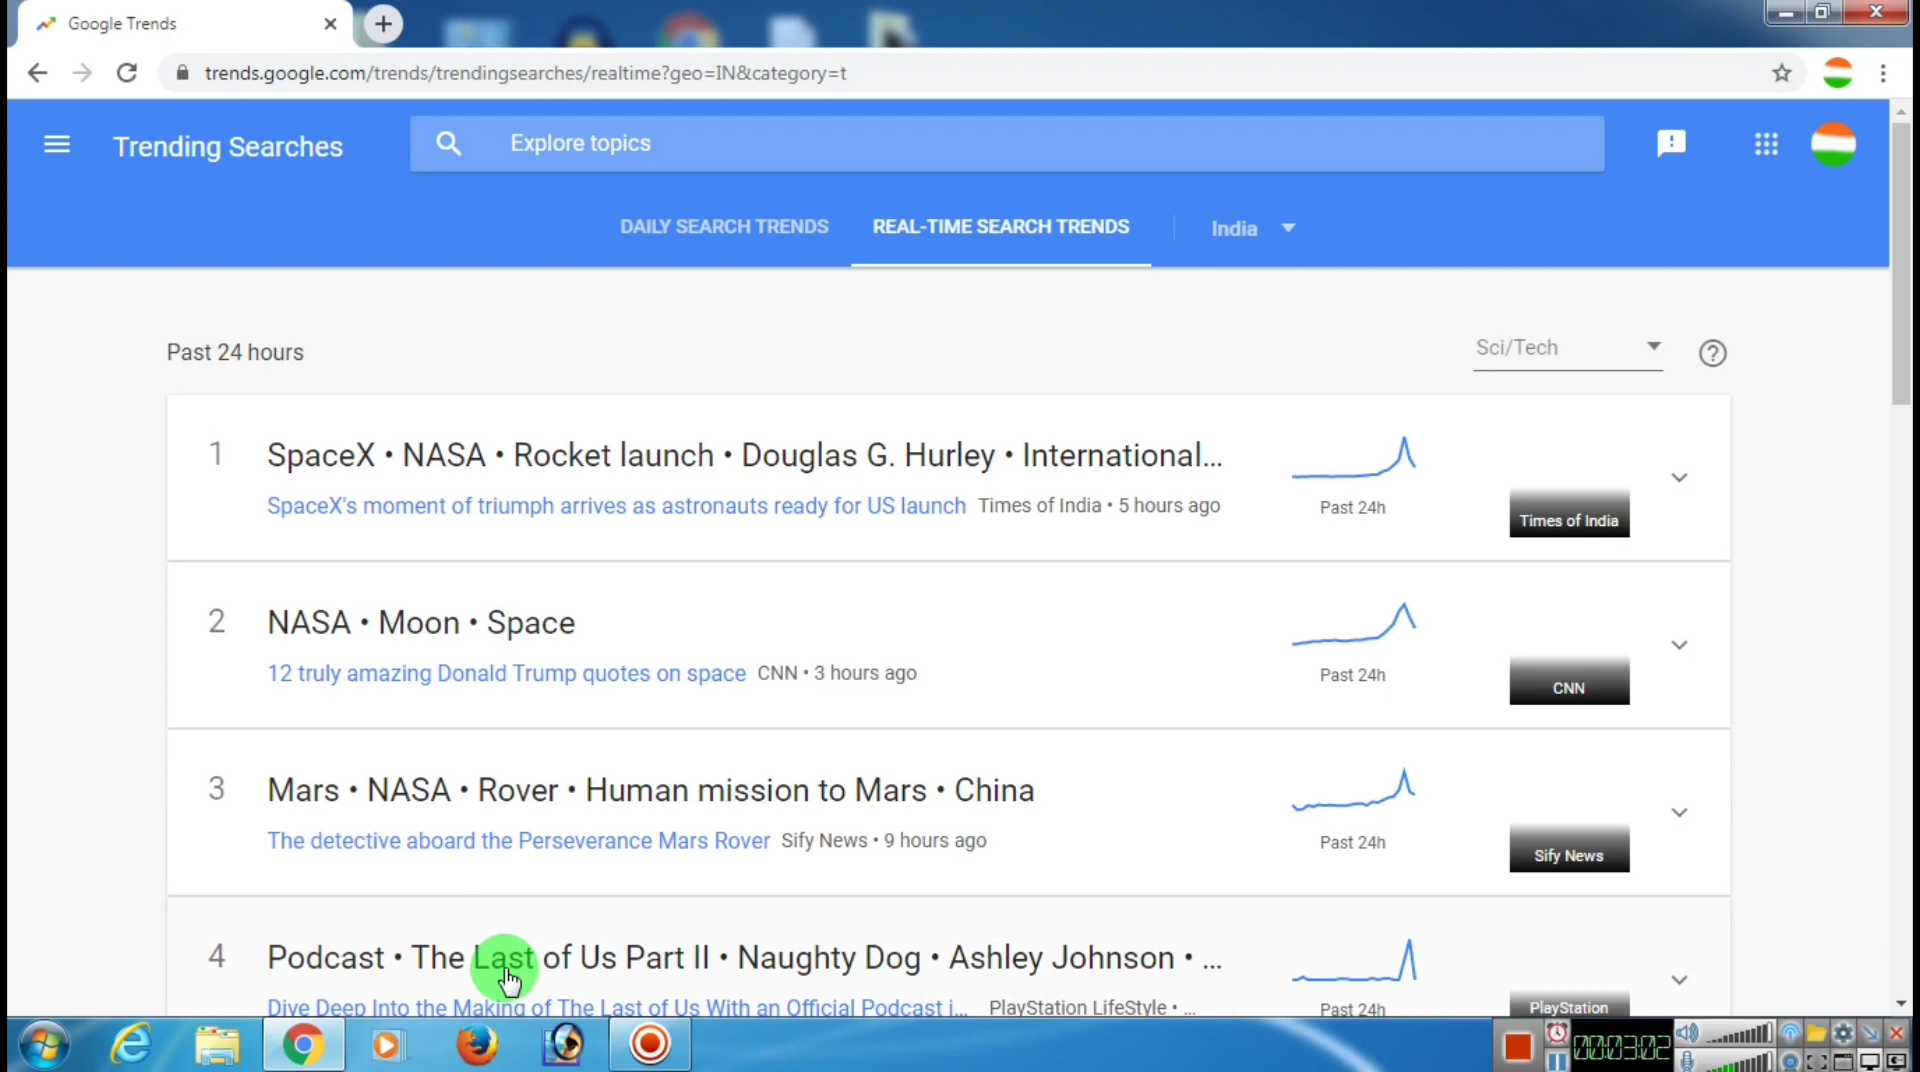 Google Trends
trends.google.com/trends/trendingsearches/realtime?geo=IN&category=t
Trending Searches
Explore topics
DAILY SEARCH TRENDS
REAL-TIME SEARCH TRENDS
India
Past 24 hours
Sci/Tech
1
SpaceX • NASA • Rocket launch • Douglas G. Hurley • International...
SpaceX's moment of triumph arrives as astronauts ready for US launch Times of India • 5 hours ago
Past 24h
Times of India
2
NASA • Moon • Space
12 truly amazing Donald Trump quotes on space CNN • 3 hours ago
Past 24h
CNN
3
Mars • NASA • Rover • Human mission to Mars • China
The detective aboard the Perseverance Mars Rover Sify News • 9 hours ago
Past 24h
Sify News
4
Podcast • The Last of Us Part II • Naughty Dog • Ashley Johnson • ...
Dive Deep Into the Making of The Last of Us With an Official Podcast i... PlayStation LifeStyle • ...
Past 24h
PlayStation
00:03:02